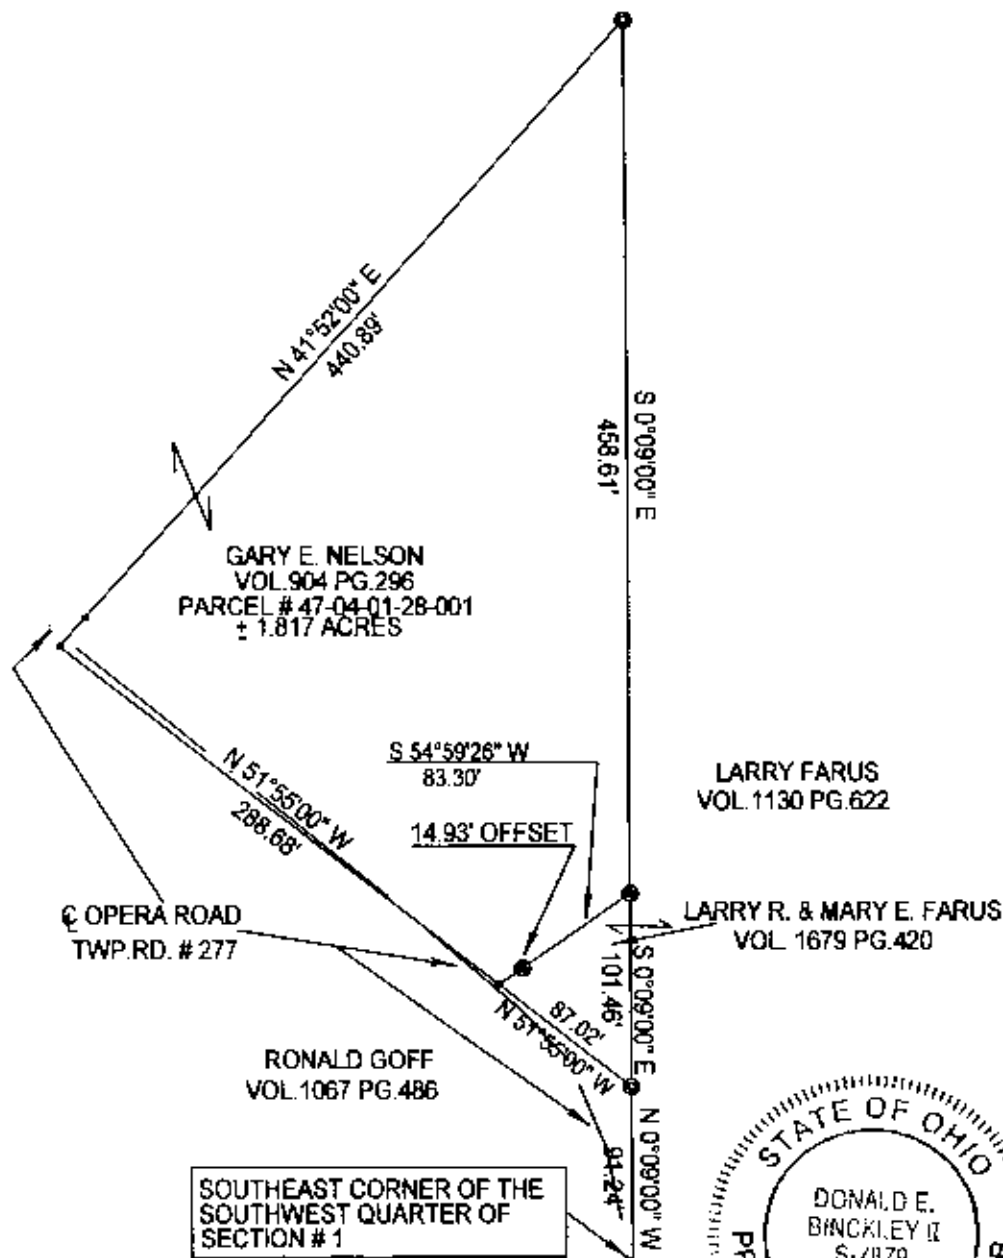 N 41°52'00" E
440.89'
S 0°09'00" E
458.61'
GARY E. NELSON
VOL.904 PG.296
PARCEL # 47-04-01-28-001
± 1.817 ACRES
S 54°59'26" W
83.30'
14.93' OFFSET
LARRY FARUS
VOL.1130 PG.622
N 51°55'00" W
288.68'
℄ OPERA ROAD
TWP.RD. # 277
LARRY R. & MARY E. FARUS
VOL. 1679 PG.420
S 0°09'00" E
101.46'
87.02'
N 51°55'00" W
RONALD GOFF
VOL.1067 PG.486
N 0°09'00" W
91.24'
SOUTHEAST CORNER OF THE
SOUTHWEST QUARTER OF
SECTION # 1
STATE OF OHIO
DONALD E.
BINCKLEY II